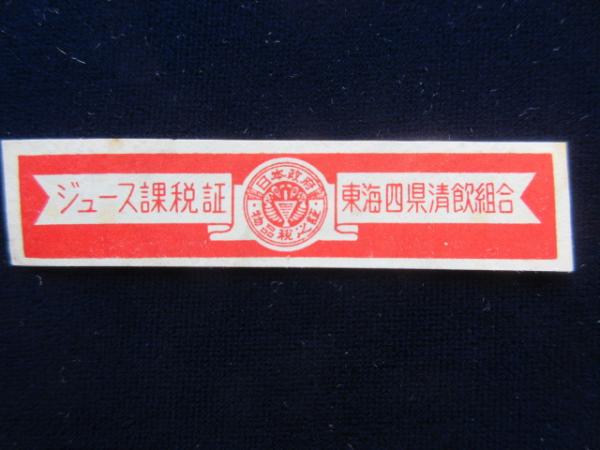 ジュース課税証
日本政府
物品税之証
東海四県清飲組合